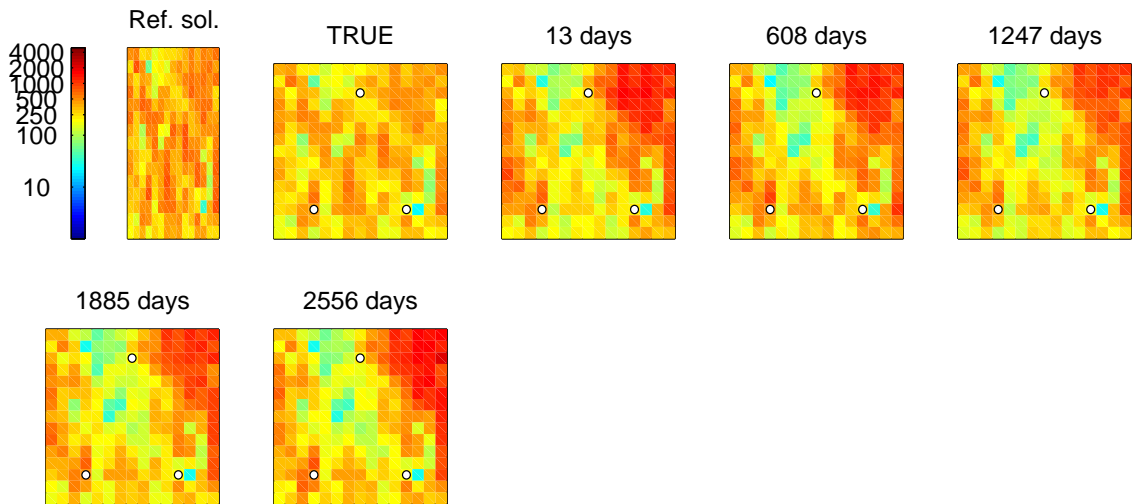 Ref. sol.
TRUE
13 days
608 days
1247 days
4000
2000
1000
500
250
100
10
1885 days
2556 days